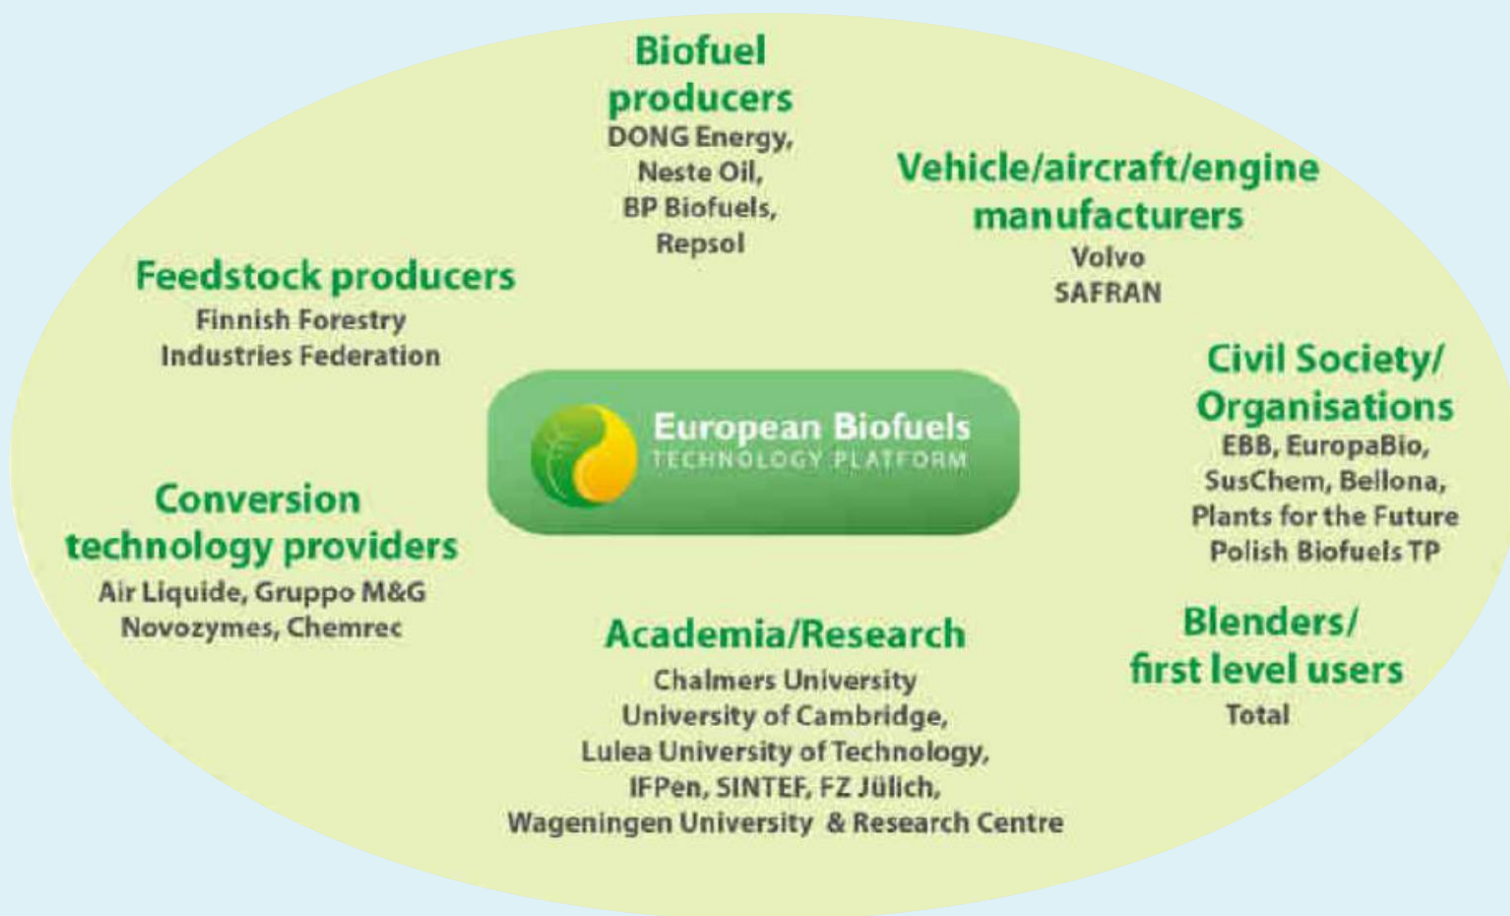 Biofuel
producers
DONG Energy,
Neste Oil,
BP Biofuels,
Repsol
Vehicle/aircraft/engine
manufacturers
Volvo
SAFRAN
Feedstock producers
Finnish Forestry
Industries Federation
Civil Society/
Organisations
EBB, EuropaBio,
SusChem, Bellona,
Plants for the Future
Polish Biofuels TP
European Biofuels
TECHNOLOGY PLATFORM
Conversion
technology providers
Air Liquide, Gruppo M&G
Novozymes, Chemrec
Academia/Research
Chalmers University
University of Cambridge,
Lulea University of Technology,
IFPen, SINTEF, FZ Jülich,
Wageningen University & Research Centre
Blenders/
first level users
Total